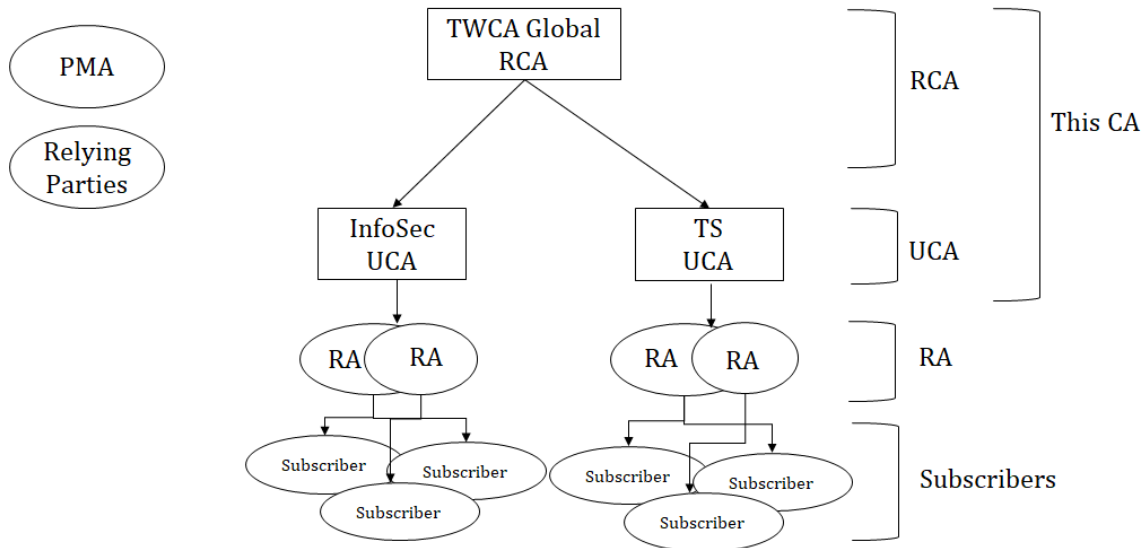 TWCA Global
RCA
PMA
RCA
This CA
Relying
Parties
InfoSec
UCA
TS
UCA
UCA
RA
RA
RA
RA
RA
Subscriber
Subscriber
Subscriber
Subscriber
Subscriber
Subscriber
Subscribers